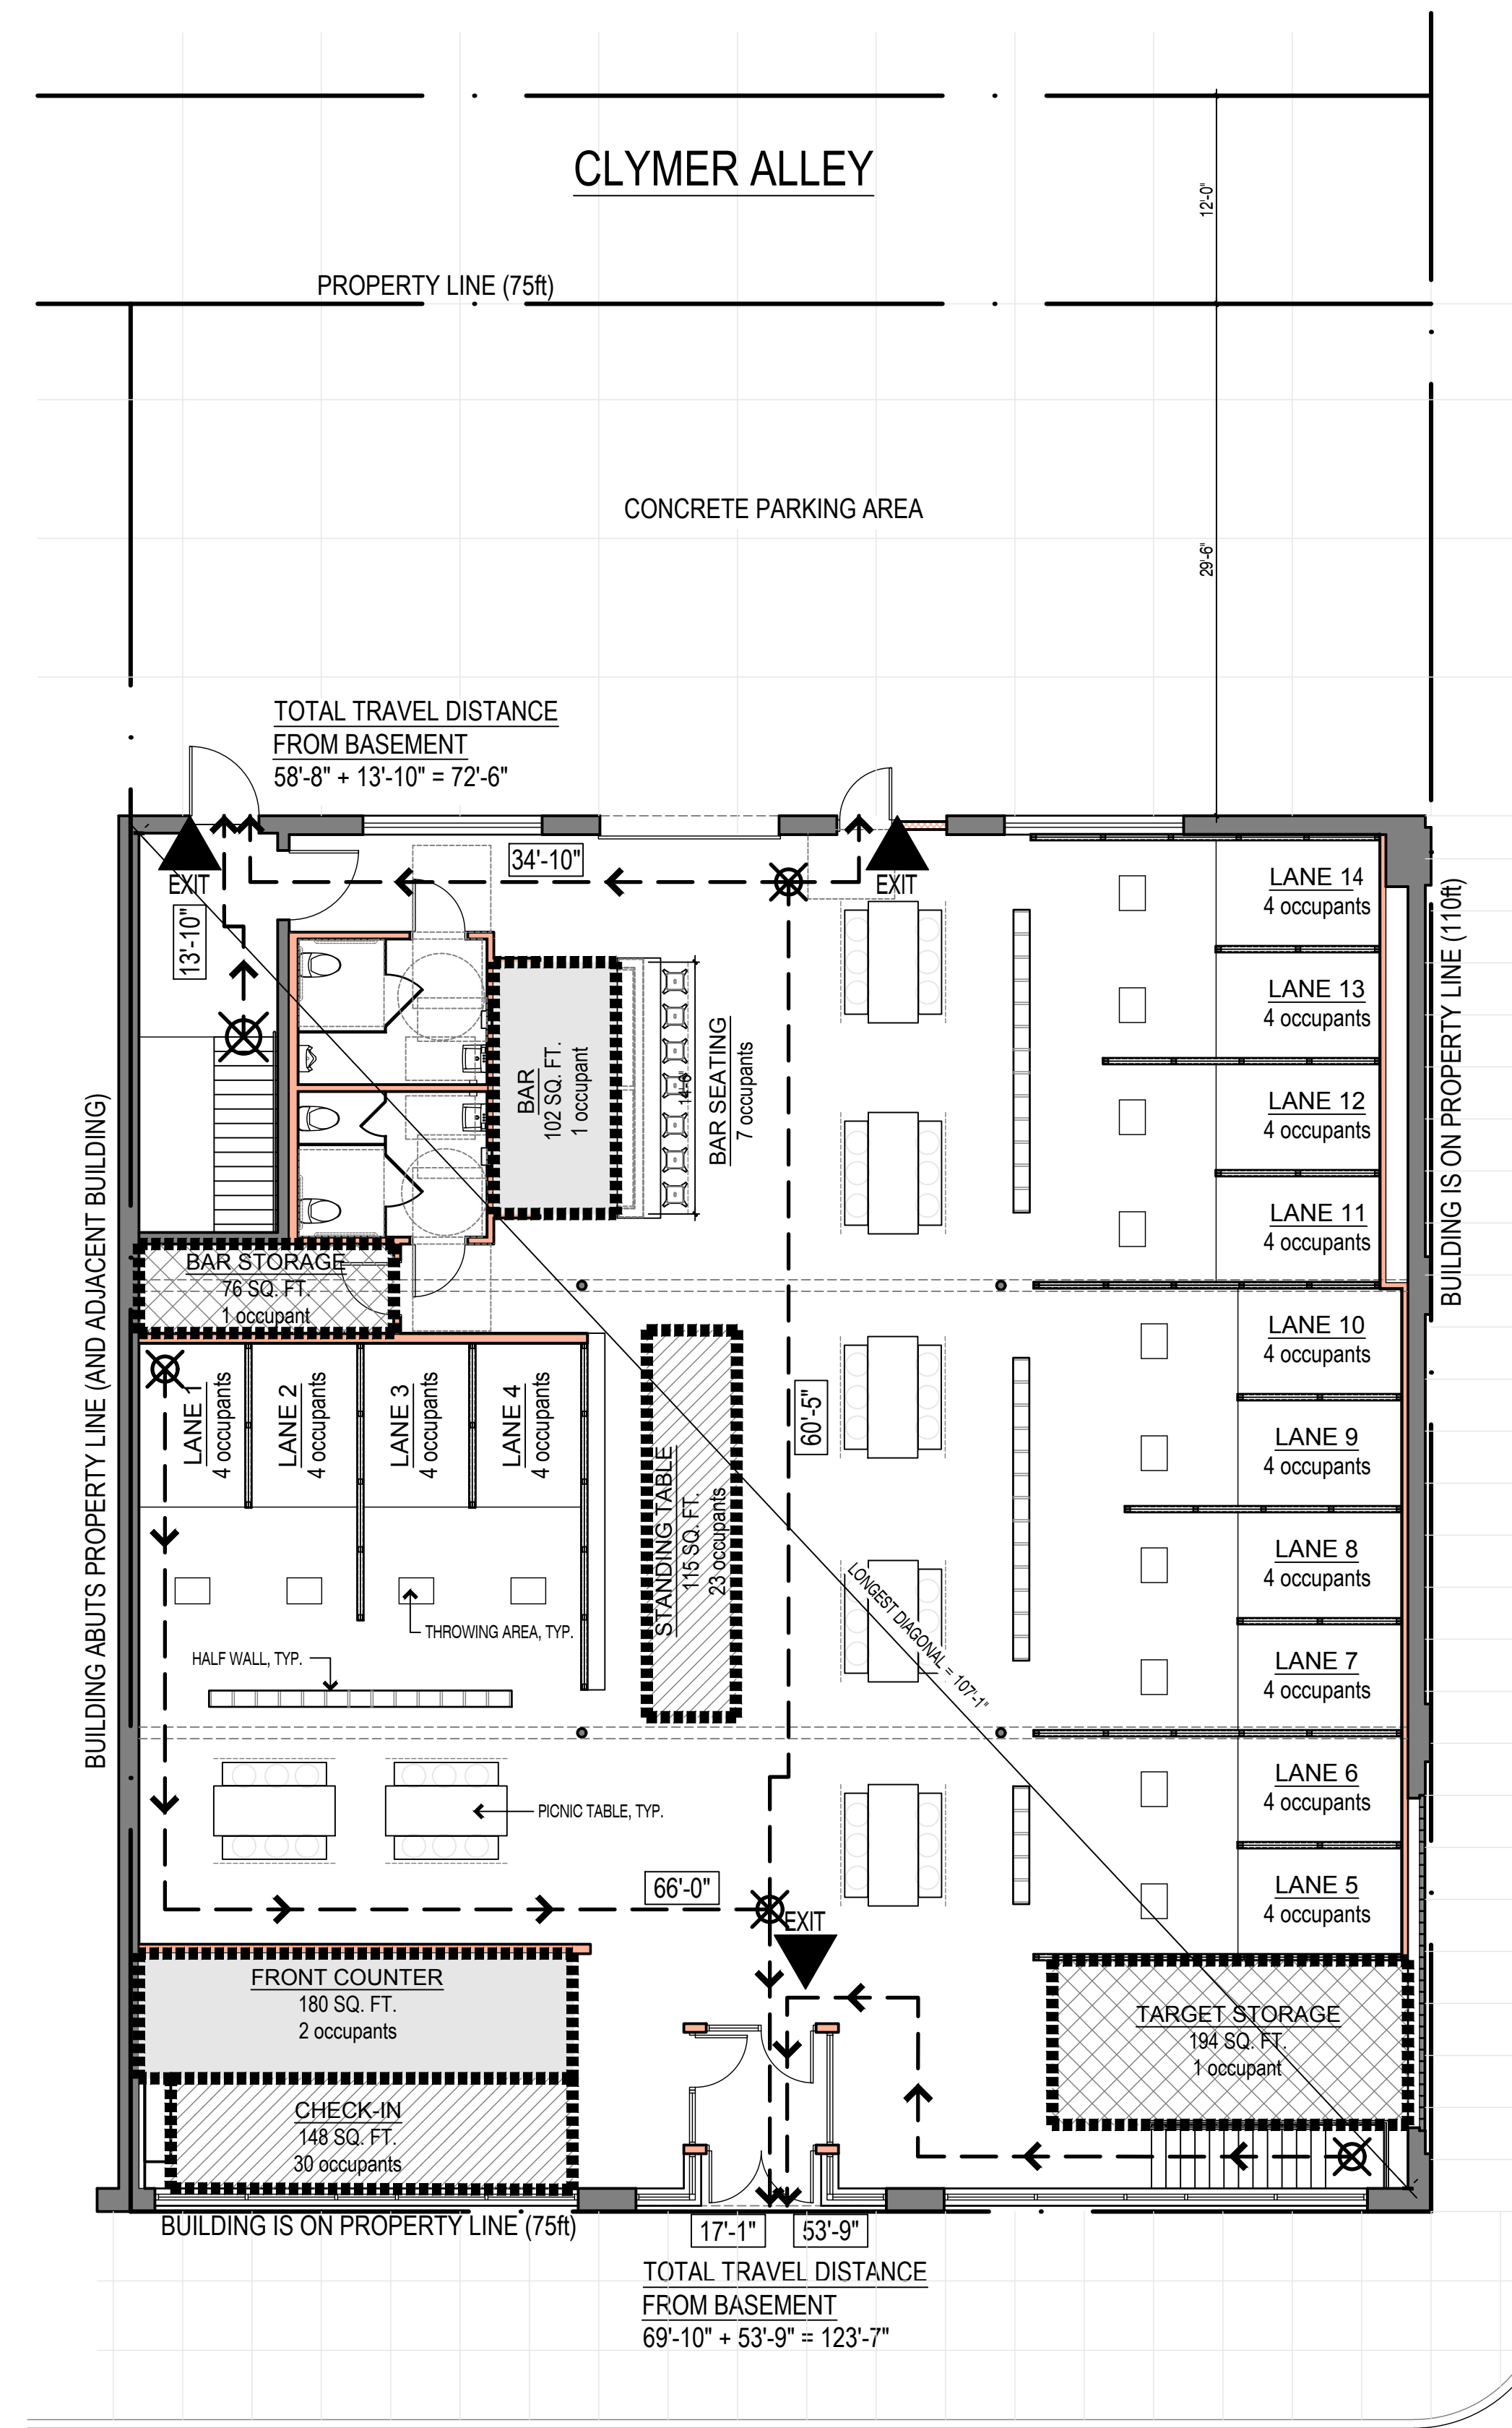 CLYMER ALLEY
12'-0"
PROPERTY LINE (75ft)
CONCRETE PARKING AREA
29'-6"
TOTAL TRAVEL DISTANCE
FROM BASEMENT
58'-8" + 13'-10" = 72'-6"
EXIT
34'-10"
EXIT
13'-10"
LANE 14
4 occupants
LANE 13
4 occupants
LANE 12
4 occupants
LANE 11
4 occupants
BUILDING IS ON PROPERTY LINE (110ft)
BAR
102 SQ. FT.
1 occupant
14'-6"
BAR SEATING
7 occupants
BUILDING ABUTS PROPERTY LINE (AND ADJACENT BUILDING)
BAR STORAGE
76 SQ. FT.
1 occupant
LANE 1
4 occupants
LANE 2
4 occupants
LANE 3
4 occupants
LANE 4
4 occupants
STANDING TABLE
115 SQ. FT.
23 occupants
60'-5"
LONGEST DIAGONAL = 107'-1"
LANE 10
4 occupants
LANE 9
4 occupants
LANE 8
4 occupants
LANE 7
4 occupants
LANE 6
4 occupants
LANE 5
4 occupants
THROWING AREA, TYP.
HALF WALL, TYP.
PICNIC TABLE, TYP.
66'-0"
EXIT
FRONT COUNTER
180 SQ. FT.
2 occupants
CHECK-IN
148 SQ. FT.
30 occupants
TARGET STORAGE
194 SQ. FT.
1 occupant
BUILDING IS ON PROPERTY LINE (75ft)
17'-1"
53'-9"
TOTAL TRAVEL DISTANCE
FROM BASEMENT
69'-10" + 53'-9" = 123'-7"